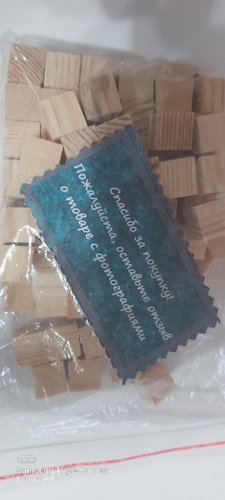 Спасибо за покупку!
Пожалуйста, оставьте отзыв
о товаре с фотографиями